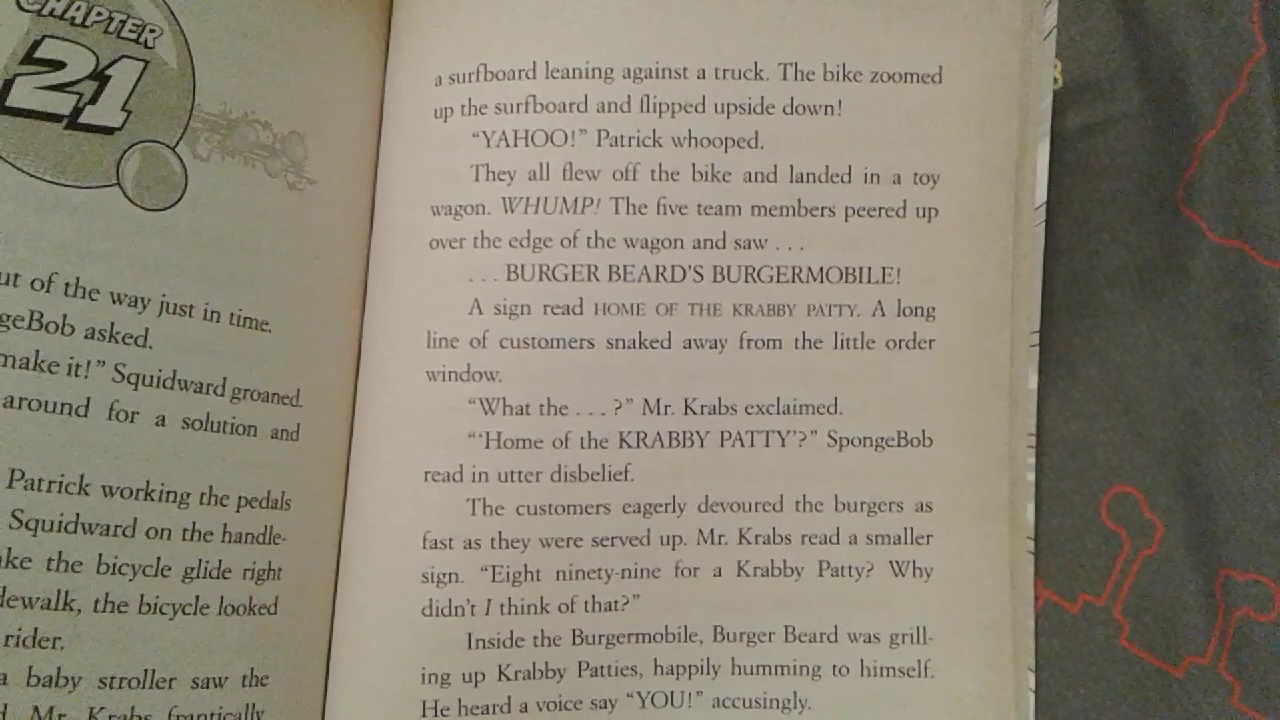 CHAPTER
21
ut of the way just in time.
geBob asked.
make it!” Squidward groaned.
around for a solution and
Patrick working the pedals
Squidward on the handle-
ke the bicycle glide right
lewalk, the bicycle looked
rider.
a baby stroller saw the
d. Mr. Krabs frantically
a surfboard leaning against a truck. The bike zoomed
up the surfboard and flipped upside down!
“YAHOO!” Patrick whooped.
They all flew off the bike and landed in a toy
wagon. WHUMP! The five team members peered up
over the edge of the wagon and saw . . .
. . . BURGER BEARD’S BURGERMOBILE!
A sign read HOME OF THE KRABBY PATTY. A long
line of customers snaked away from the little order
window.
“What the . . . ?” Mr. Krabs exclaimed.
“‘Home of the KRABBY PATTY’?” SpongeBob
read in utter disbelief.
The customers eagerly devoured the burgers as
fast as they were served up. Mr. Krabs read a smaller
sign. “Eight ninety-nine for a Krabby Patty? Why
didn’t I think of that?”
Inside the Burgermobile, Burger Beard was grill-
ing up Krabby Patties, happily humming to himself.
He heard a voice say “YOU!” accusingly.